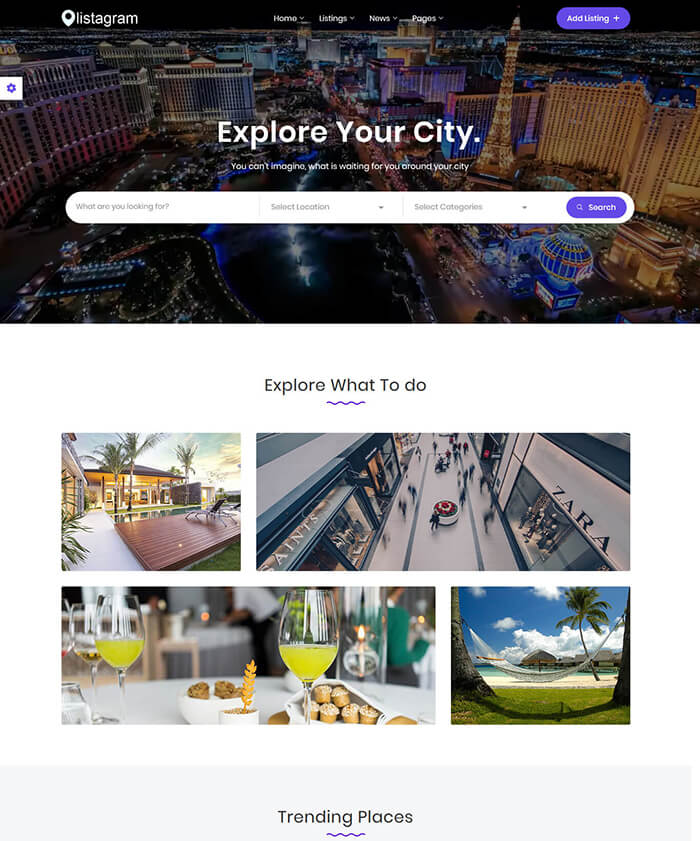 listagram
Home Listings News Pages
Add Listing +
Explore Your City.
You can't imagine, what is waiting for you around your city
What are you looking for? Select Location Select Categories Search
Explore What To do
SAINTS
ZARA
Trending Places